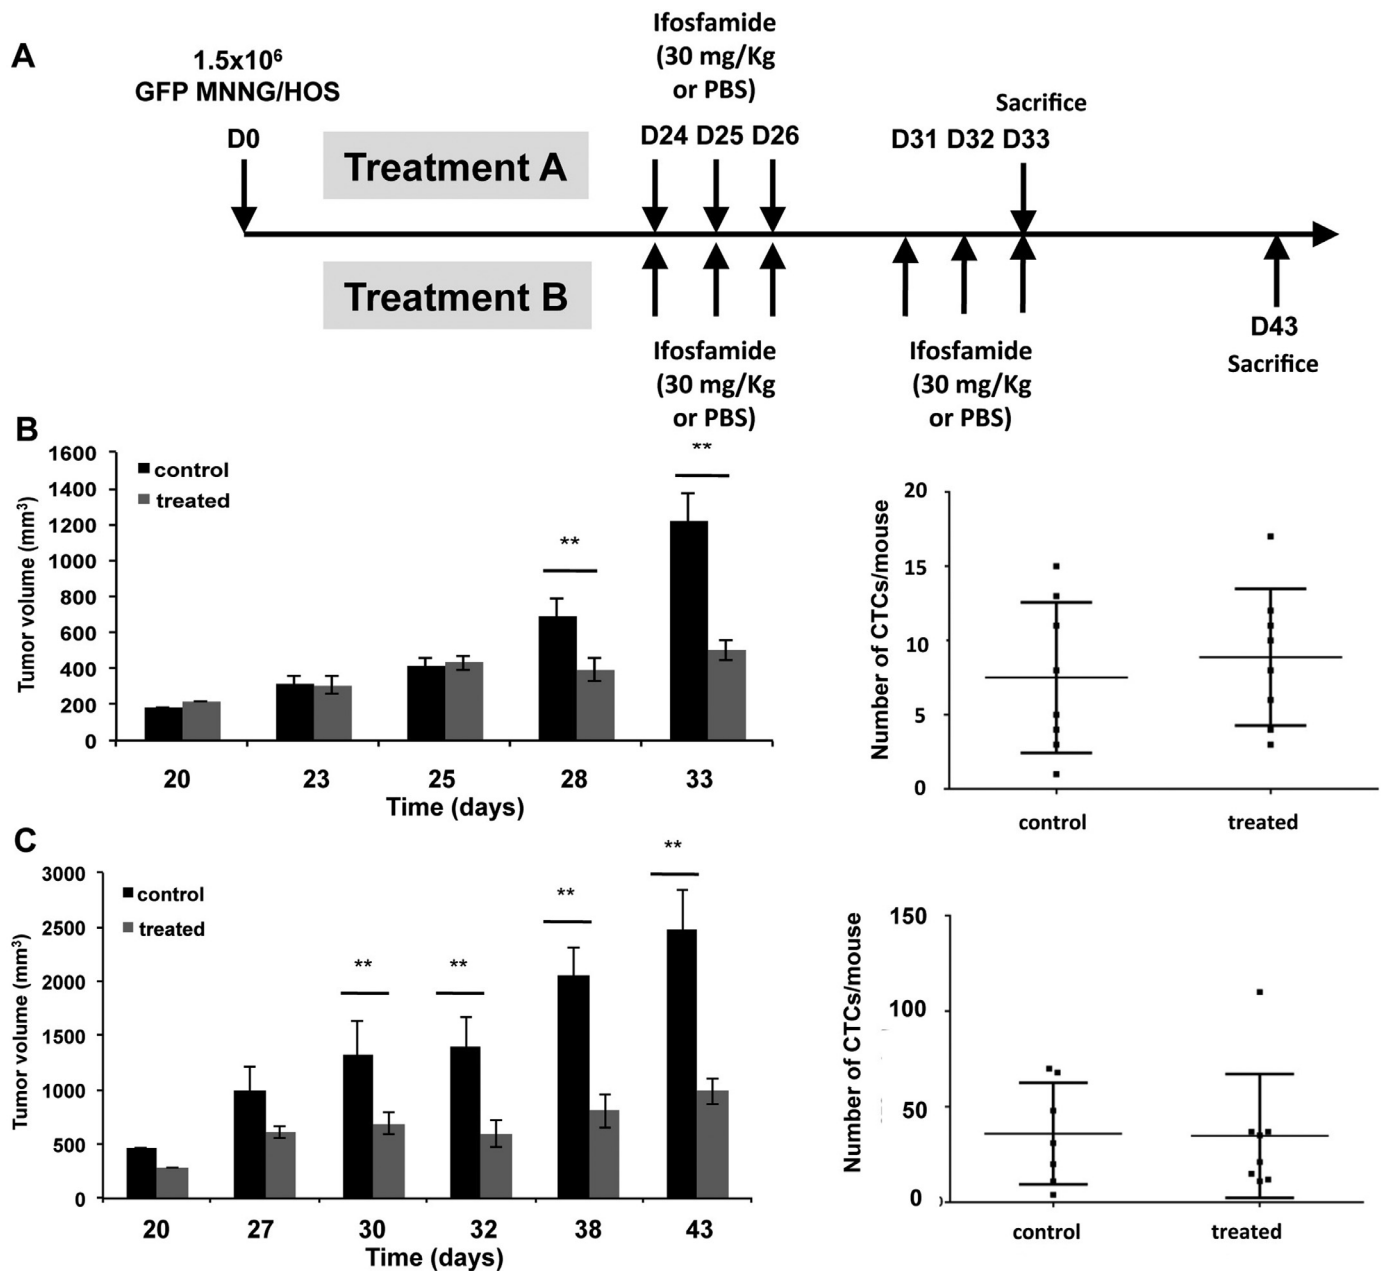 A
1.5x10⁶
GFP MNNG/HOS
D0
Treatment A
Ifosfamide
(30 mg/Kg
or PBS)
D24 D25 D26
Sacrifice
D31 D32 D33
Treatment B
Ifosfamide
(30 mg/Kg
or PBS)
Ifosfamide
(30 mg/Kg
or PBS)
D43
Sacrifice
B
Tumor volume (mm³)
1600
1400
1200
1000
800
600
400
200
0
control
treated
**
**
20 23 25 28 33
Time (days)
Number of CTCs/mouse
20
15
10
5
0
control treated
C
Tumor volume (mm³)
3000
2500
2000
1500
1000
500
0
control
treated
**
**
**
**
20 27 30 32 38 43
Time (days)
Number of CTCs/mouse
150
100
50
0
control treated